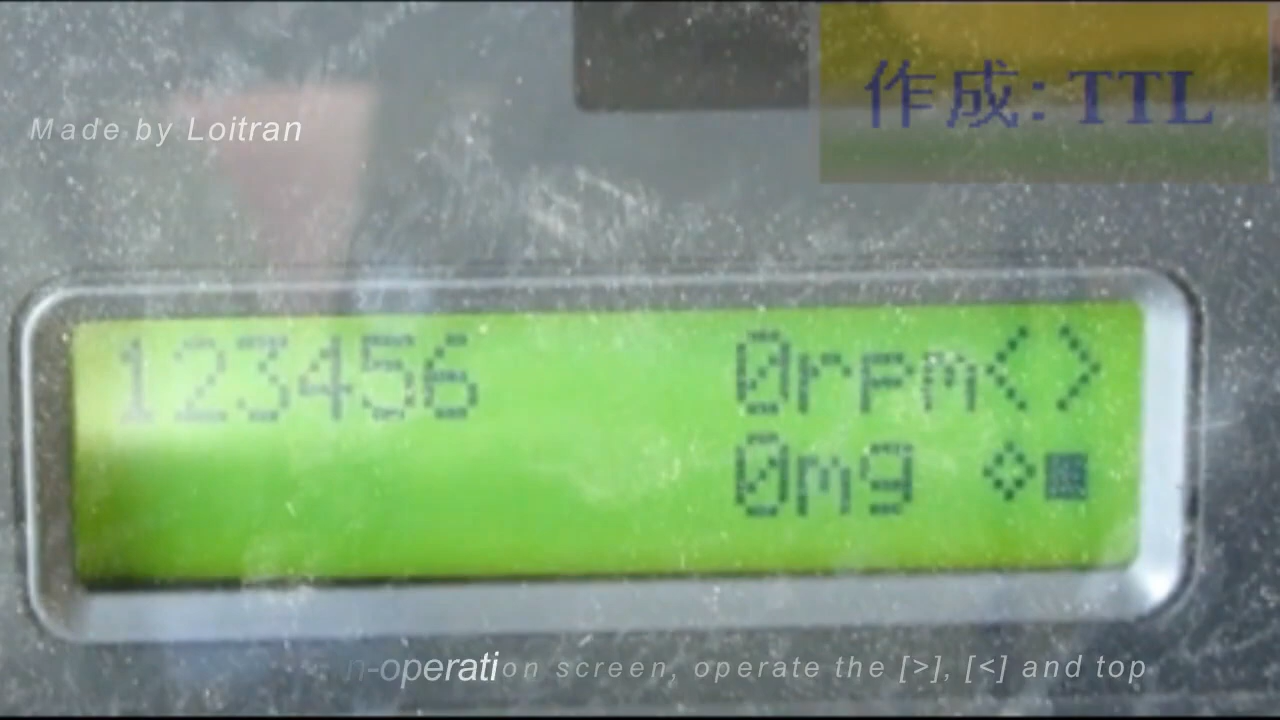 作成: TTL
Made by Loitran
123456 0rpm<>
0mg ◇■
n-operation screen, operate the [>], [<] and top